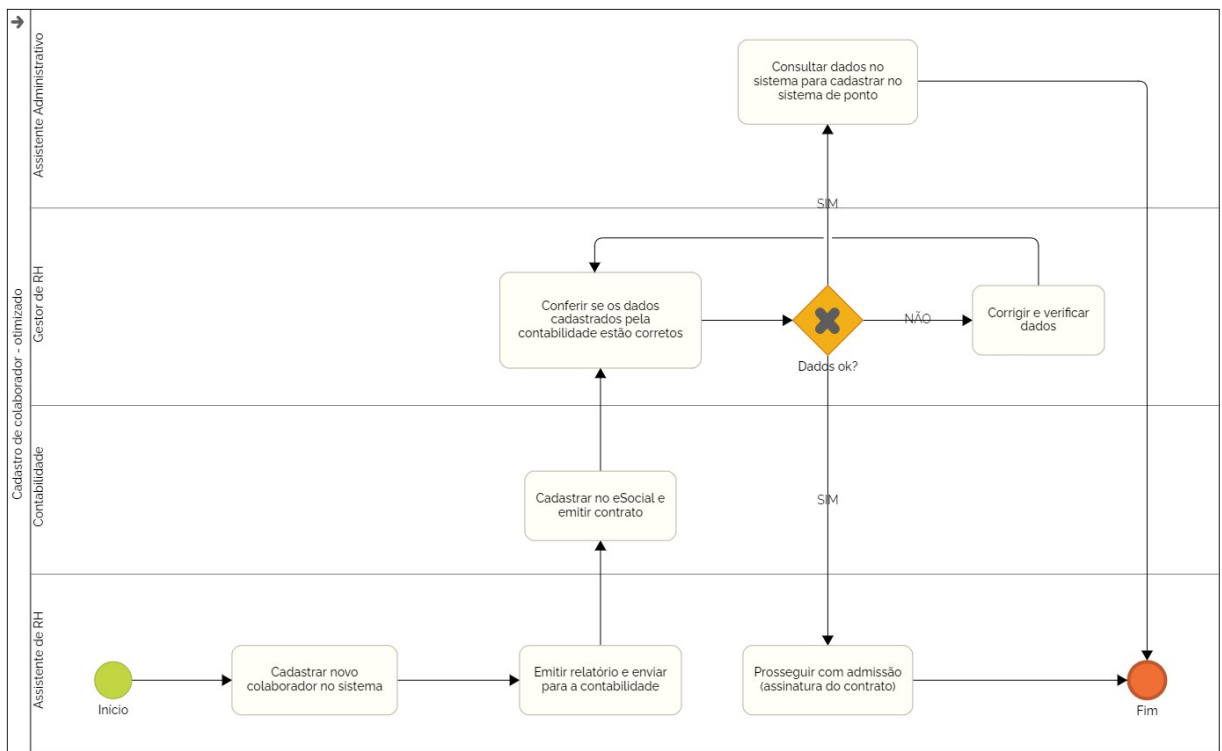 Cadastro de colaborador - otimizado
Assistente Administrativo
Consultar dados no
sistema para cadastrar no
sistema de ponto
SIM
Gestor de RH
Conferir se os dados
cadastrados pela
contabilidade estão corretos
Dados ok?
NÃO
Corrigir e verificar
dados
Contabilidade
Cadastrar no eSocial e
emitir contrato
SIM
Assistente de RH
Início
Cadastrar novo
colaborador no sistema
Emitir relatório e enviar
para a contabilidade
Prosseguir com admissão
(assinatura do contrato)
Fim